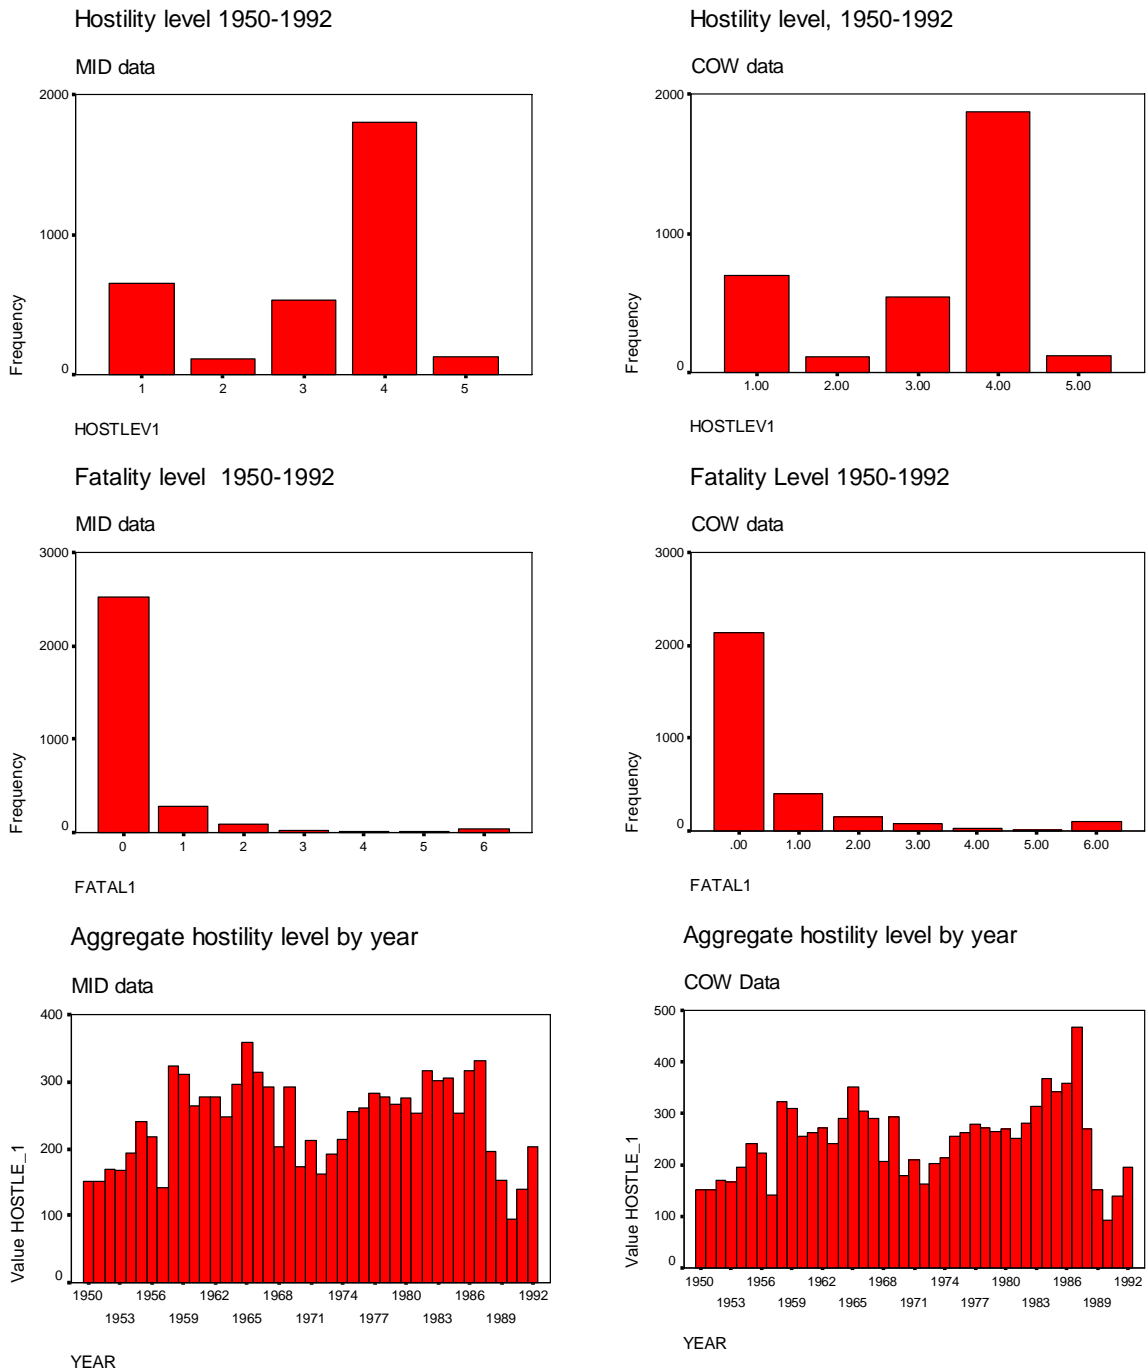 Hostility level 1950-1992
MID data
2000
1000
0
Frequency
1 2 3 4 5
HOSTLEV1
Hostility level, 1950-1992
COW data
2000
1000
0
Frequency
1.00 2.00 3.00 4.00 5.00
HOSTLEV1
Fatality level 1950-1992
MID data
3000
2000
1000
0
Frequency
0 1 2 3 4 5 6
FATAL1
Fatality Level 1950-1992
COW data
3000
2000
1000
0
Frequency
.00 1.00 2.00 3.00 4.00 5.00 6.00
FATAL1
Aggregate hostility level by year
MID data
400
300
200
100
0
Value HOSTLE_1
1950 1956 1962 1968 1974 1980 1986 1992
1953 1959 1965 1971 1977 1983 1989
YEAR
Aggregate hostility level by year
COW Data
500
400
300
200
100
0
Value HOSTLE_1
1950 1956 1962 1968 1974 1980 1986 1992
1953 1959 1965 1971 1977 1983 1989
YEAR